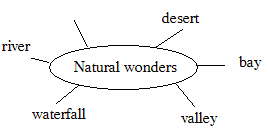 desert
river
Natural wonders
bay
waterfall
valley